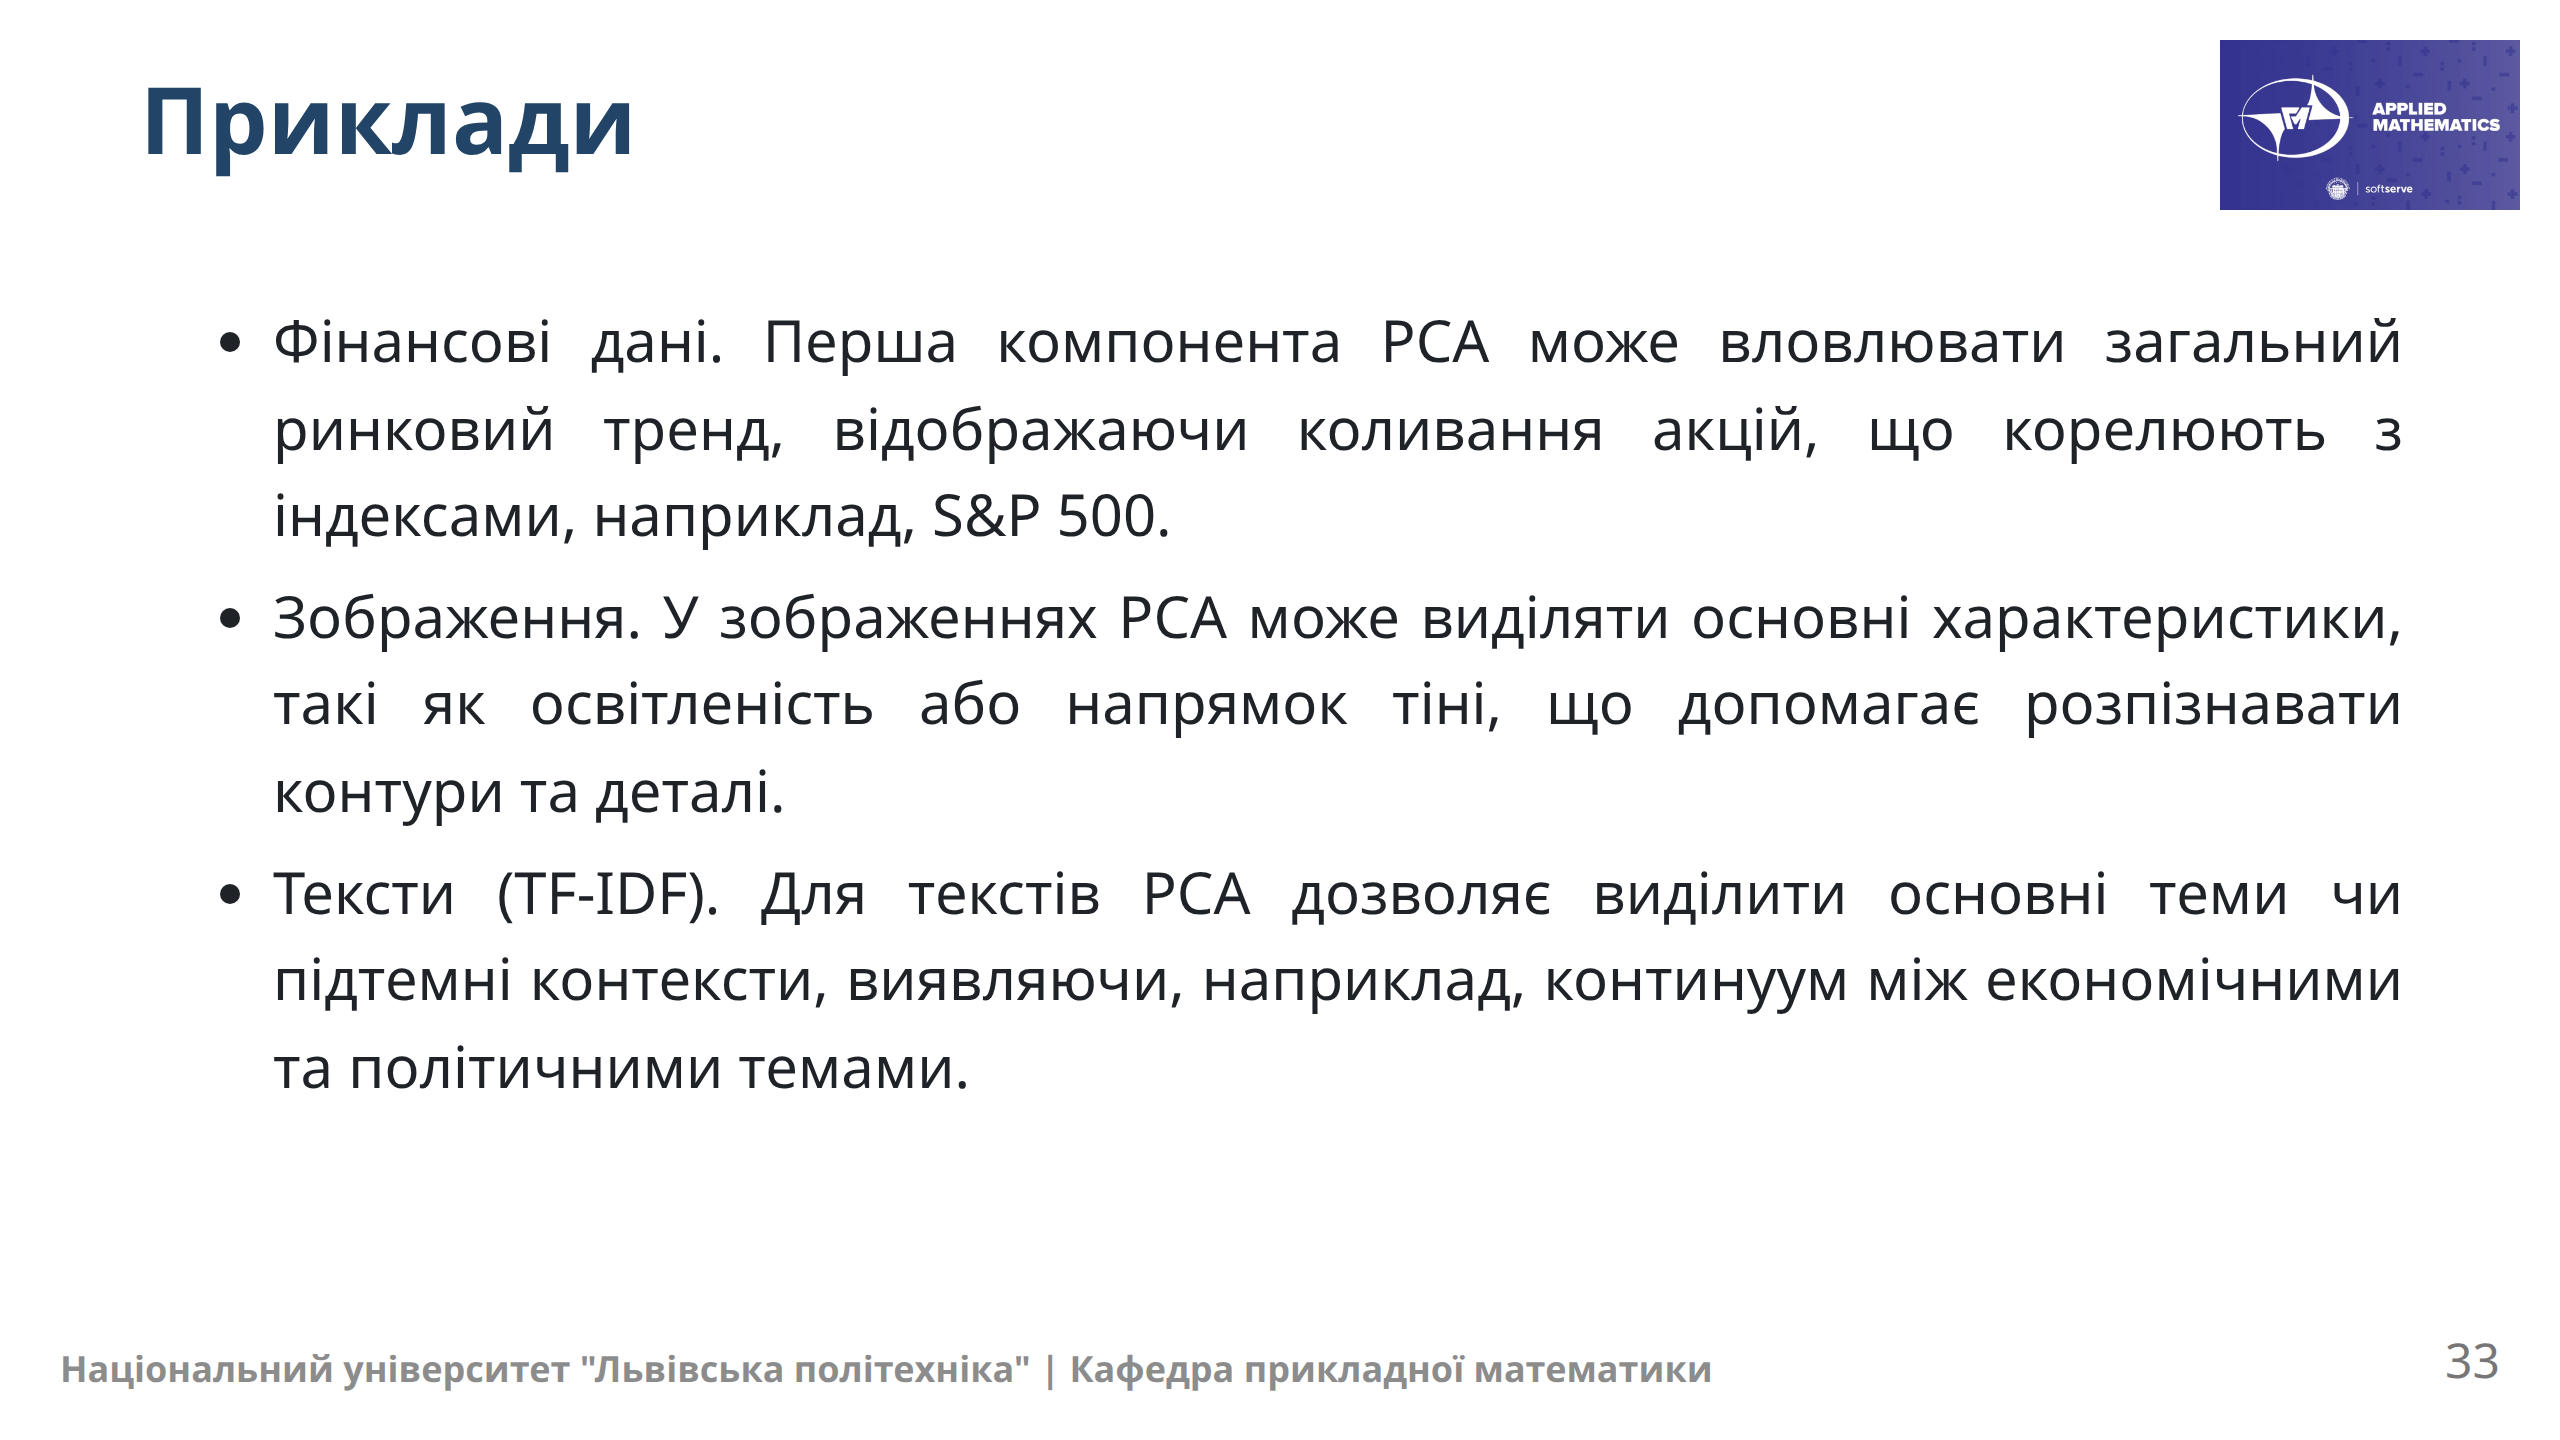 Приклади
APPLIED
MATHEMATICS
softserve
• Фінансові дані. Перша компонента PCA може вловлювати загальний
ринковий тренд, відображаючи коливання акцій, що корелюють з
індексами, наприклад, S&P 500.
• Зображення. У зображеннях PCA може виділяти основні характеристики,
такі як освітленість або напрямок тіні, що допомагає розпізнавати
контури та деталі.
• Тексти (TF-IDF). Для текстів PCA дозволяє виділити основні теми чи
підтемні контексти, виявляючи, наприклад, континуум між економічними
та політичними темами.
Національний університет "Львівська політехніка" | Кафедра прикладної математики
33